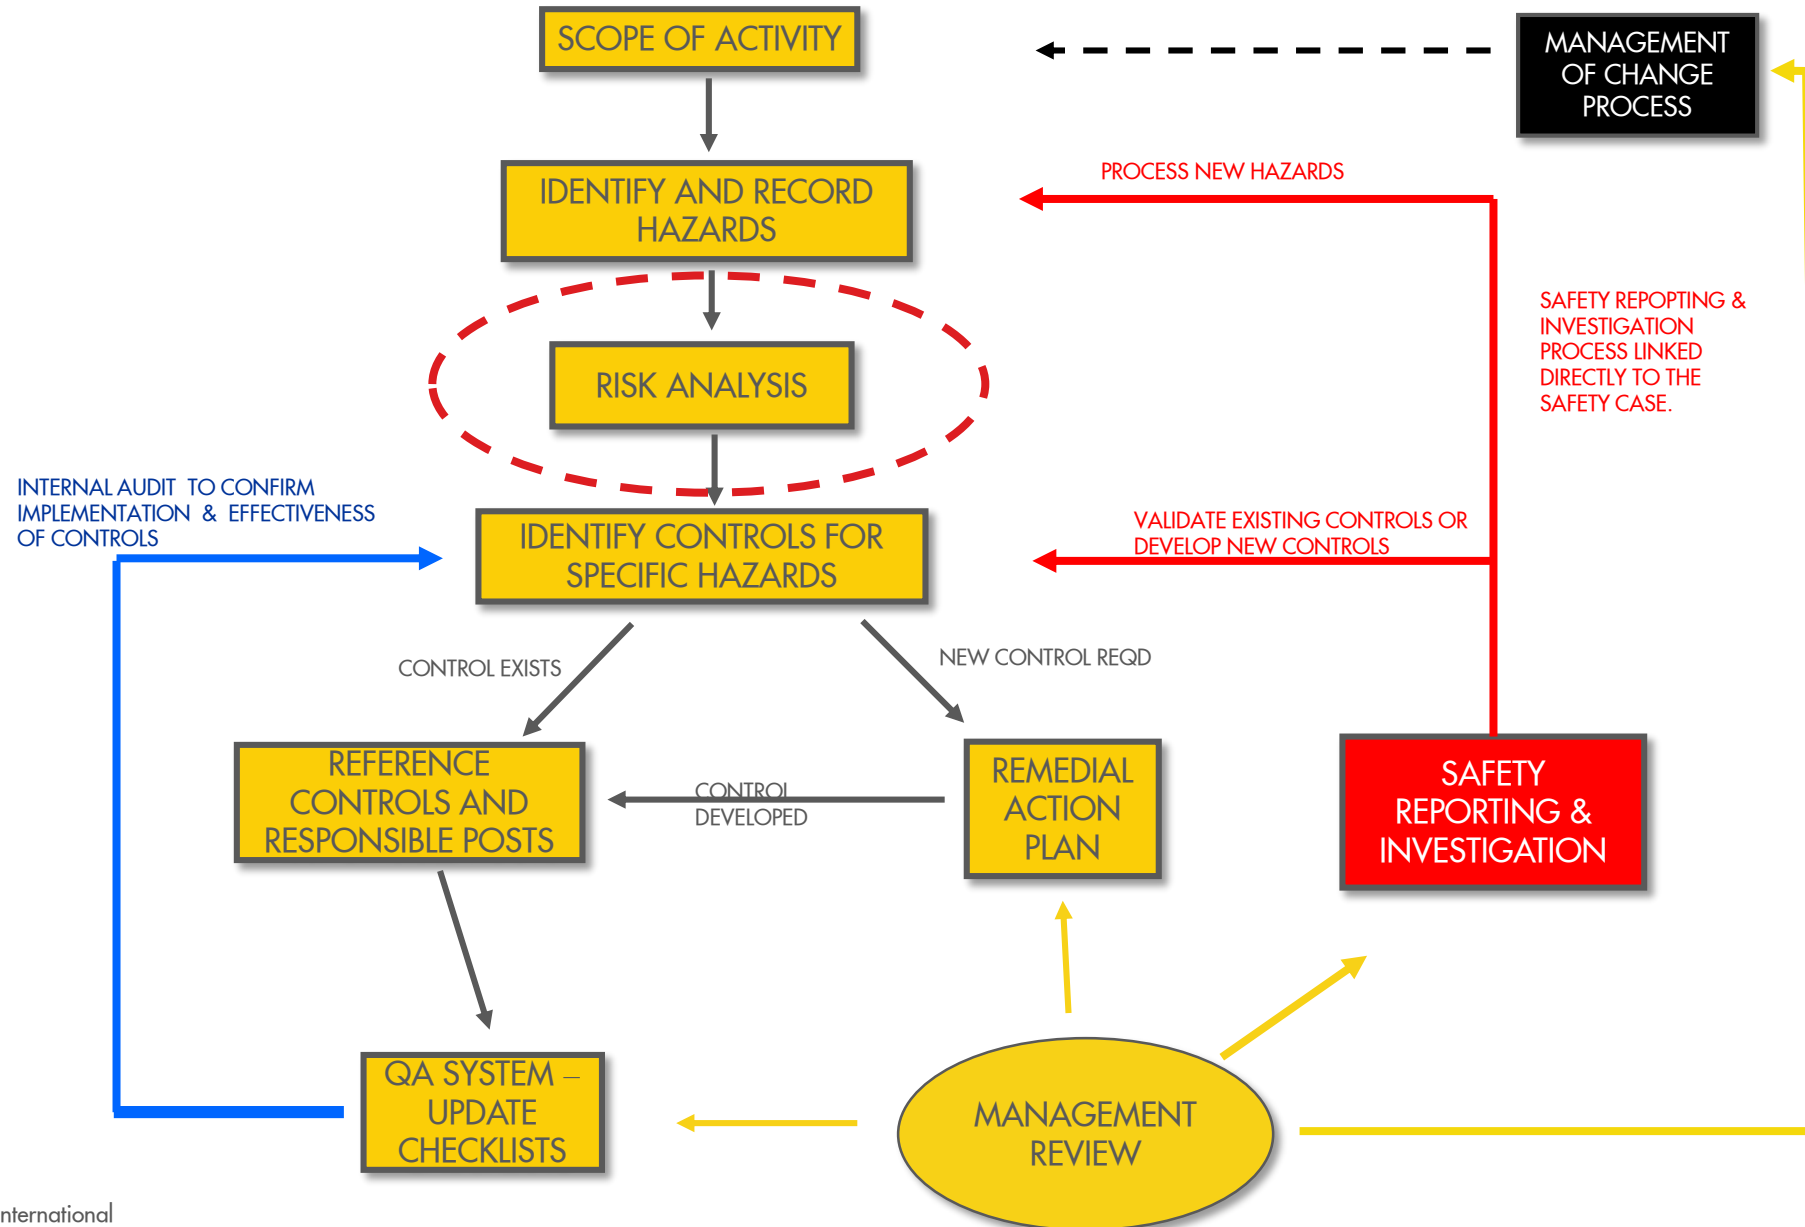 SCOPE OF ACTIVITY
MANAGEMENT
OF CHANGE
PROCESS
PROCESS NEW HAZARDS
IDENTIFY AND RECORD
HAZARDS
SAFETY REPOPTING &
INVESTIGATION
PROCESS LINKED
DIRECTLY TO THE
SAFETY CASE.
RISK ANALYSIS
INTERNAL AUDIT TO CONFIRM
IMPLEMENTATION & EFFECTIVENESS
OF CONTROLS
IDENTIFY CONTROLS FOR
SPECIFIC HAZARDS
VALIDATE EXISTING CONTROLS OR
DEVELOP NEW CONTROLS
CONTROL EXISTS
NEW CONTROL REQD
REFERENCE
CONTROLS AND
RESPONSIBLE POSTS
CONTROL
DEVELOPED
REMEDIAL
ACTION
PLAN
SAFETY
REPORTING &
INVESTIGATION
QA SYSTEM –
UPDATE
CHECKLISTS
MANAGEMENT
REVIEW
nternational